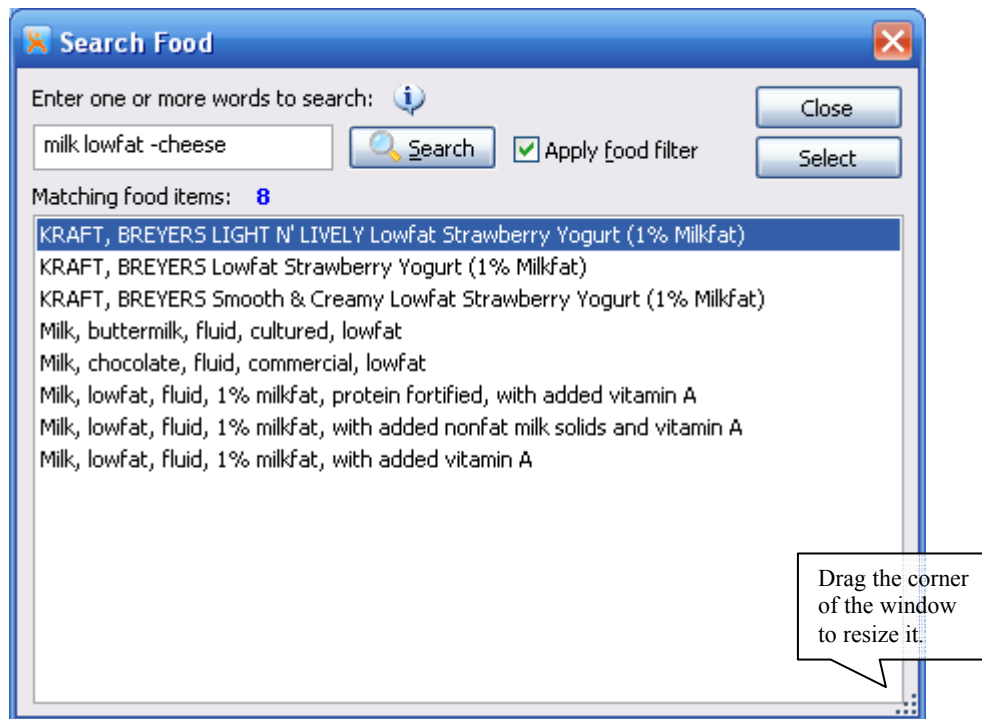 Search Food
Enter one or more words to search:
Close
milk lowfat -cheese
Search
Apply food filter
Select
Matching food items: 8
KRAFT, BREYERS LIGHT N' LIVELY Lowfat Strawberry Yogurt (1% Milkfat)
KRAFT, BREYERS Lowfat Strawberry Yogurt (1% Milkfat)
KRAFT, BREYERS Smooth & Creamy Lowfat Strawberry Yogurt (1% Milkfat)
Milk, buttermilk, fluid, cultured, lowfat
Milk, chocolate, fluid, commercial, lowfat
Milk, lowfat, fluid, 1% milkfat, protein fortified, with added vitamin A
Milk, lowfat, fluid, 1% milkfat, with added nonfat milk solids and vitamin A
Milk, lowfat, fluid, 1% milkfat, with added vitamin A
Drag the corner
of the window
to resize it.